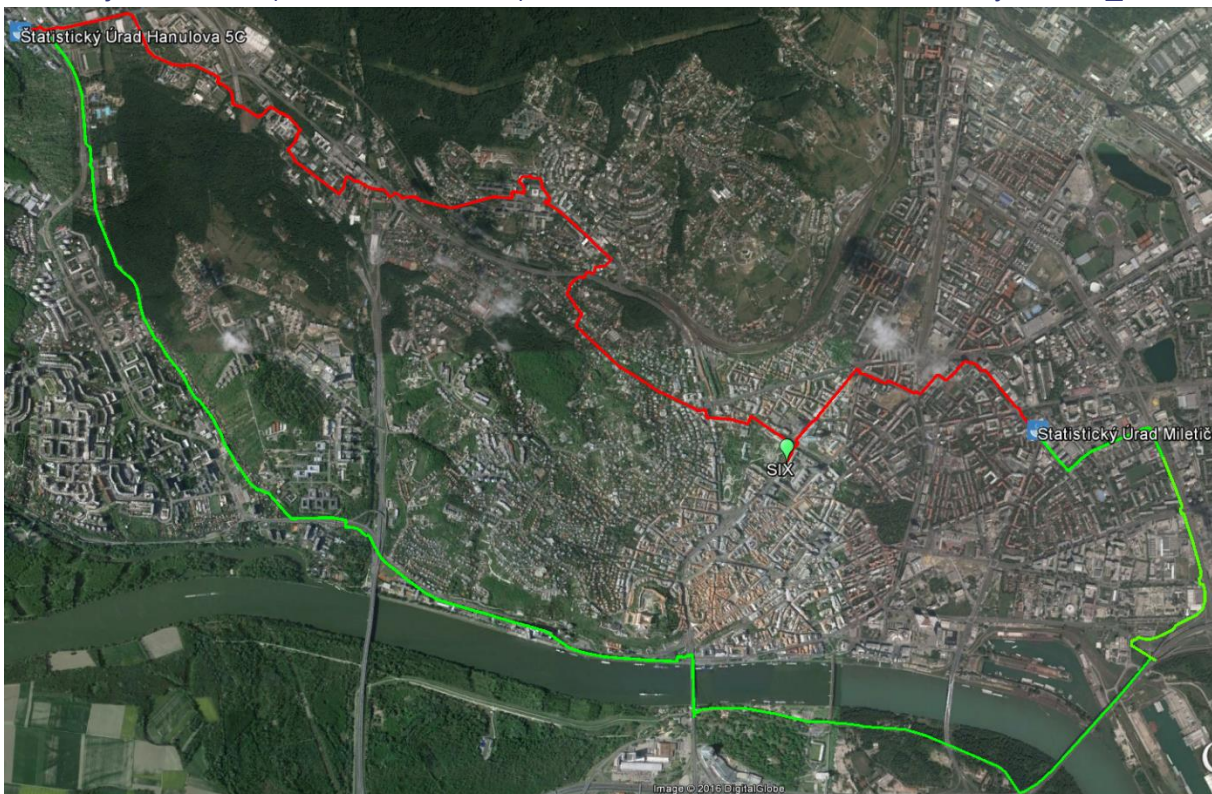 Štatistický Úrad Hanulova 5C
Štatistický Úrad Miletič
SIX
Image © 2016 DigitalGlobe